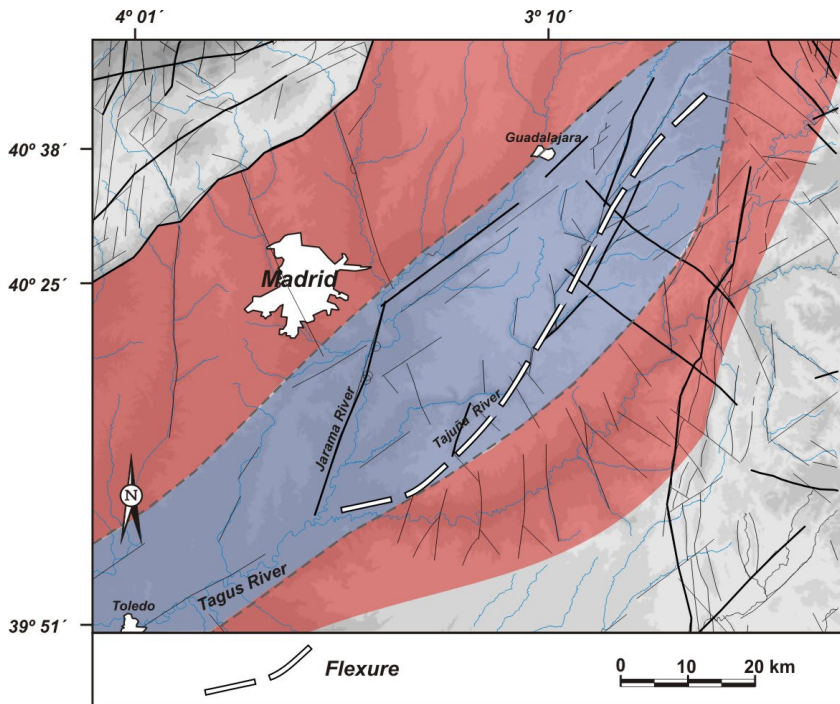 4º 01´
3º 10´
40º 38´
Guadalajara
40º 25´
Madrid
Jarama River
Tajuña River
N
Tagus River
Toledo
39º 51´
Flexure
0 10 20 km